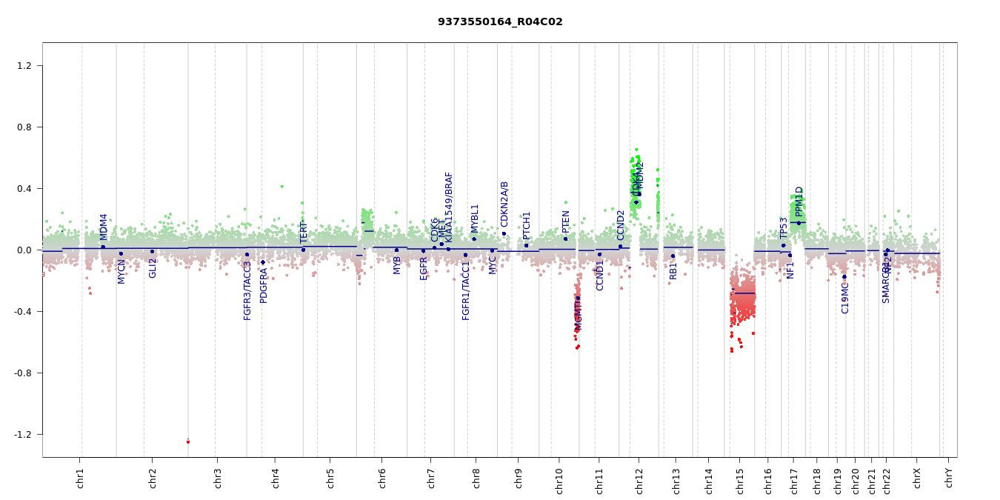 9373550164_R04C02
1.2
0.8
0.4
0.0
-0.4
-0.8
-1.2
MDM4
MYCN
GLI2
FGFR3/TACC3
PDGFRA
TERT
MYB
EGFR
CDK6
MET
KIAA1549/BRAF
FGFR1/TACC1
MYBL1
MYC
CDKN2A/B
PTCH1
PTEN
MGMT
CCND1
CCND2
CDK4
MDM2
RB1
TP53
NF1
PPM1D
C19MC
SMARCB1
NF2
chr1
chr2
chr3
chr4
chr5
chr6
chr7
chr8
chr9
chr10
chr11
chr12
chr13
chr14
chr15
chr16
chr17
chr18
chr19
chr20
chr21
chr22
chrX
chrY